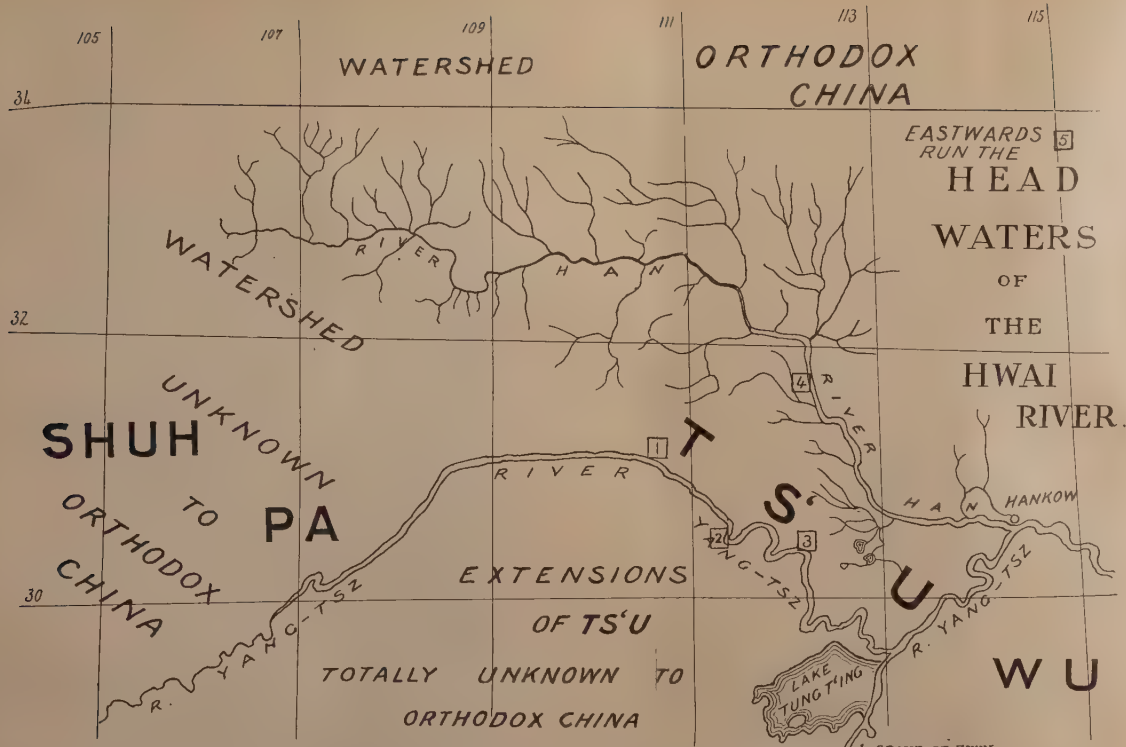 105
107
109
111
113
115
WATERSHED
ORTHODOX
CHINA
34
EASTWARDS 5
RUN THE
HEAD
WATERS
OF
THE
HWAI
RIVER.
WATERSHED
RIVER
HAN
32
4
RIVER
UNKNOWN
TO
ORTHODOX
CHINA
SHUH
PA
1
RIVER
TS'U
2
3
YANG-TSZ
HAN
HANKOW
30
R. YANG-TSZ
R. YANG-TSZ
EXTENSIONS
OF TS'U
TOTALLY UNKNOWN TO
ORTHODOX CHINA
LAKE
TUNG T'ING
WU